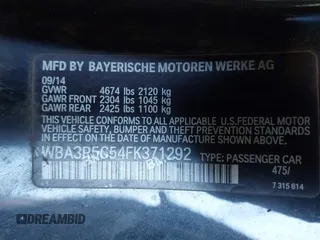 MFD BY BAYERISCHE MOTOREN WERKE AG
09/14
GVWR 4674 lbs 2120 kg
GAWR FRONT 2304 lbs 1045 kg
GAWR REAR 2425 lbs 1100 kg
THIS VEHICLE CONFORMS TO ALL APPLICABLE
U.S. FEDERAL MOTOR VEHICLE SAFETY, BUMPER,
AND THEFT PREVENTION STANDARDS IN EFFECT ON
THE DATE OF MANUFACTURE SHOWN ABOVE.
WBA3R5C54FK371292 TYPE: PASSENGER CAR
475/
7 315 814
DREAMBID